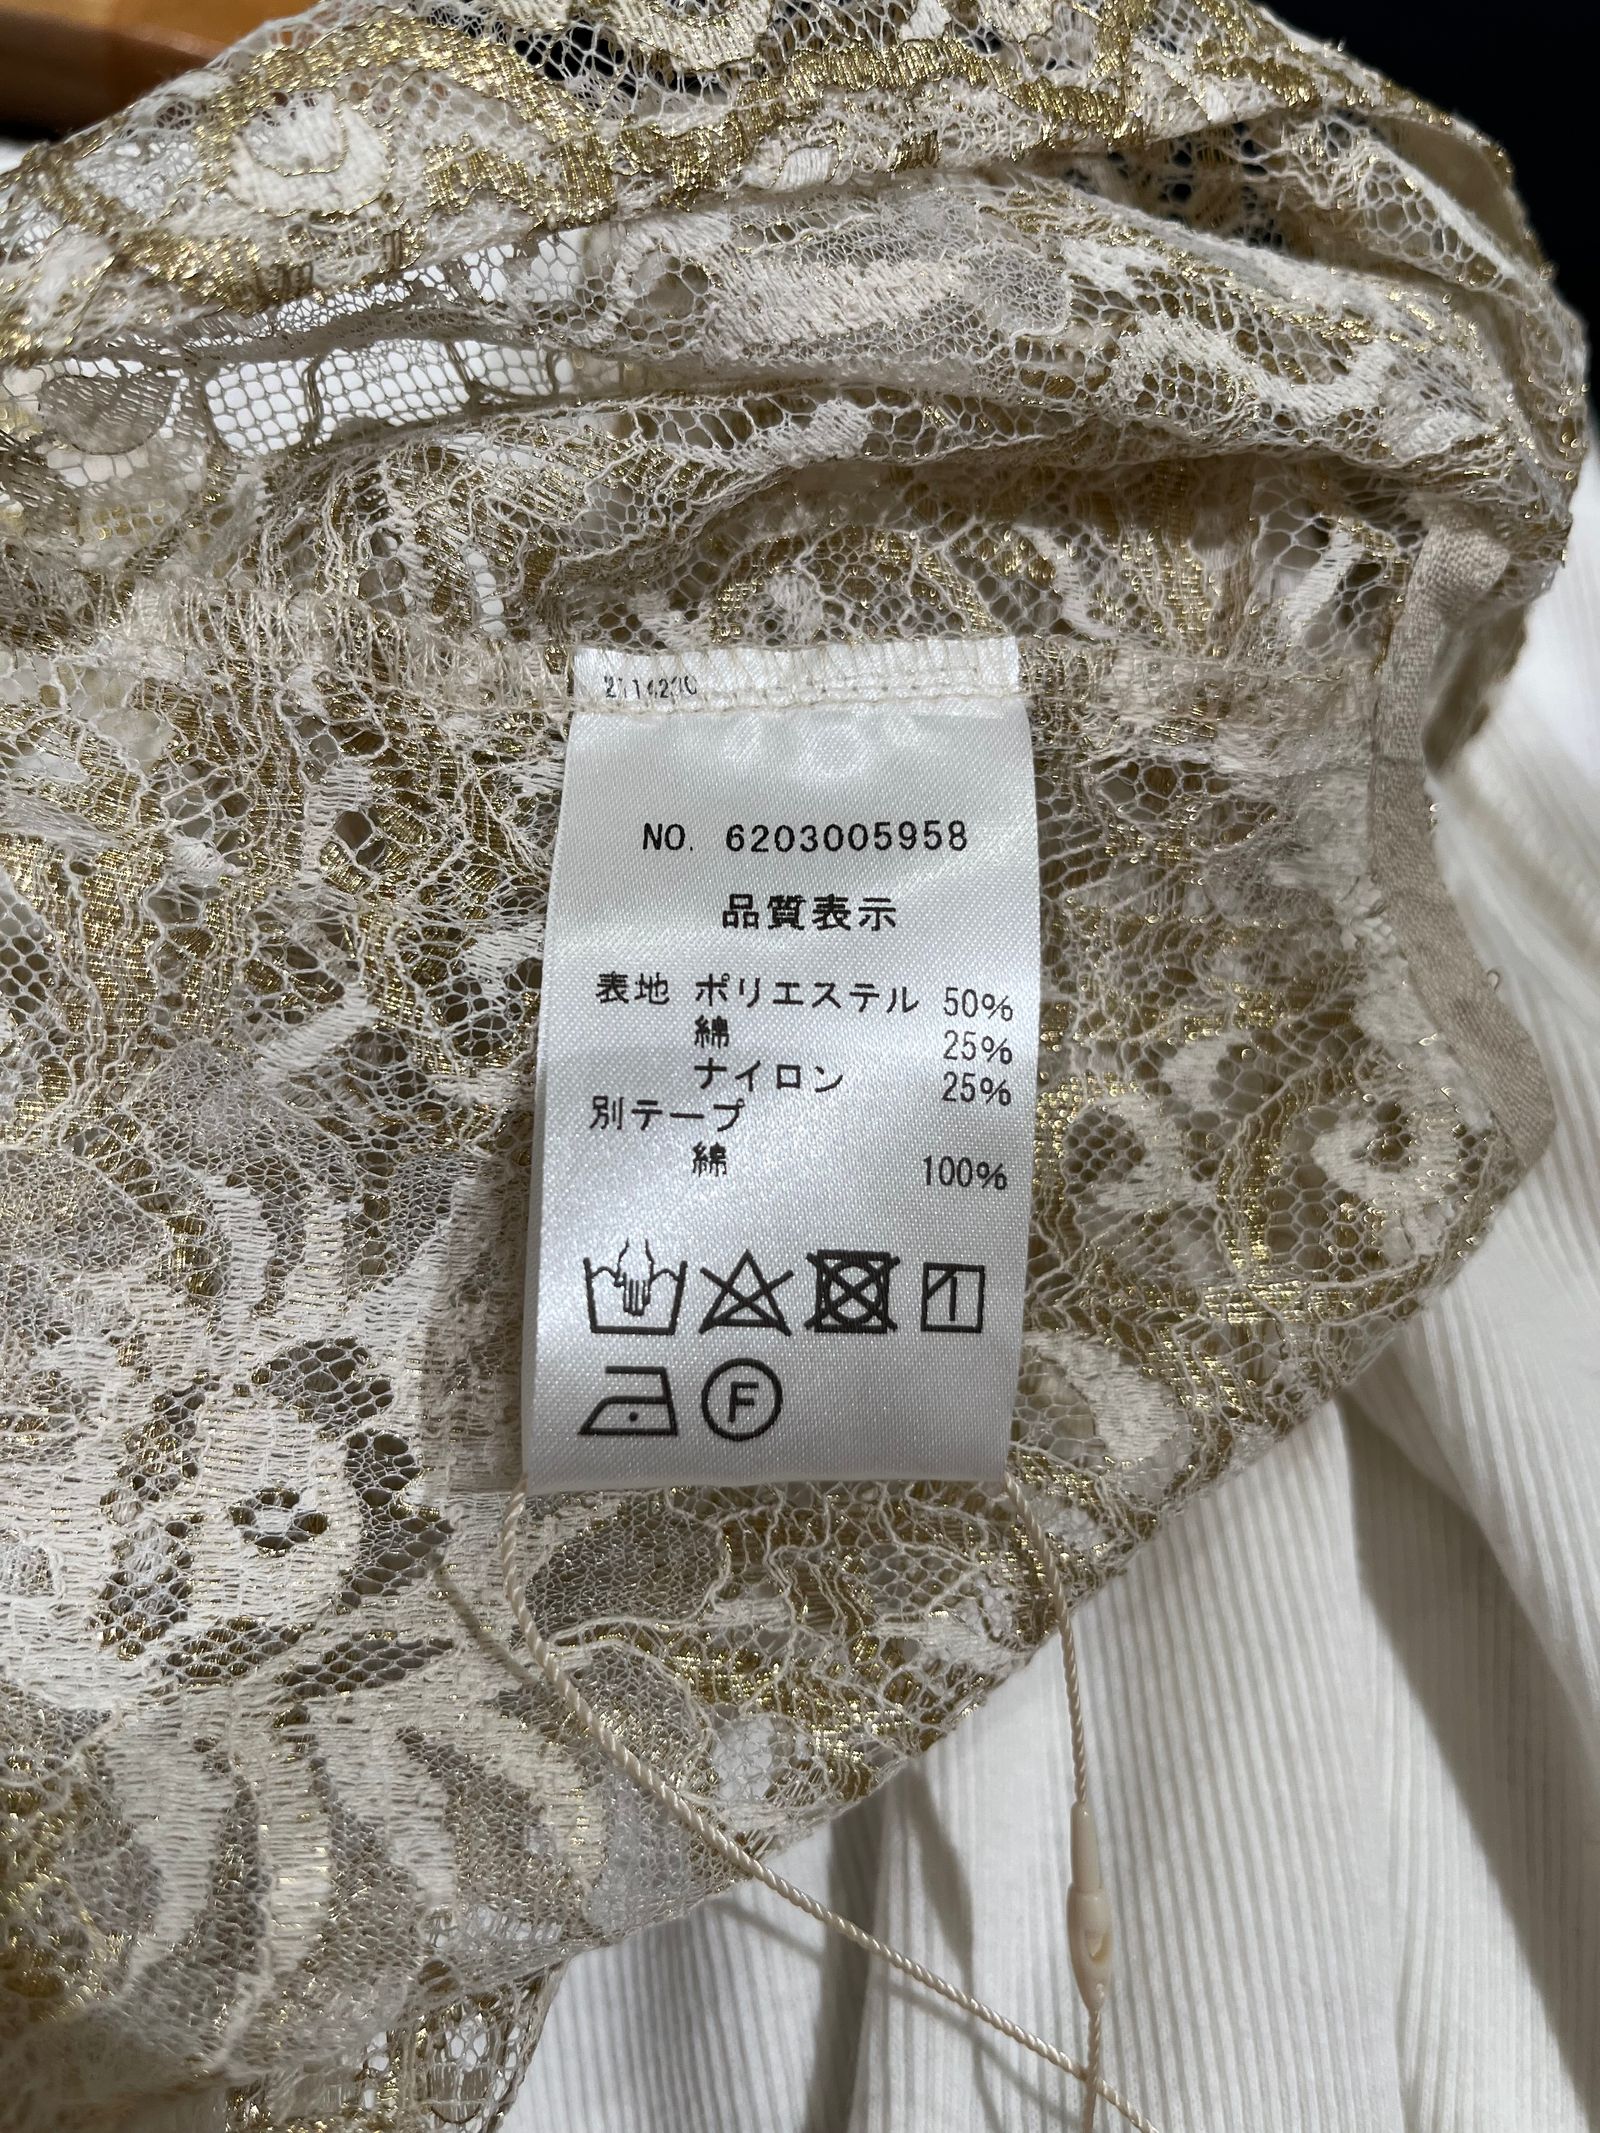 NO. 6203005958
品質表示
表地 ポリエステル 50%
綿 25%
ナイロン 25%
別テープ
綿 100%
F